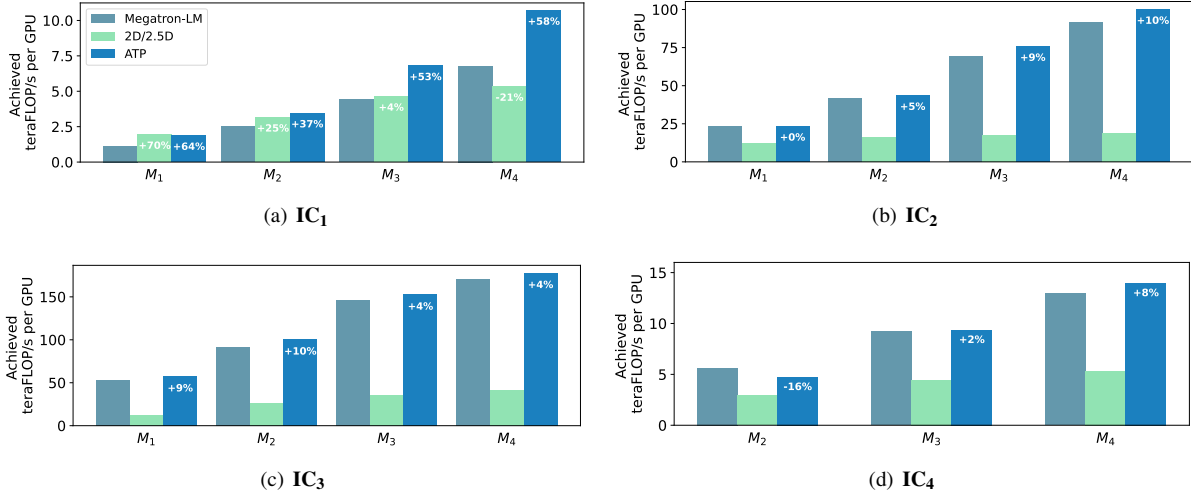 Achieved
teraFLOP/s per GPU
10.0
7.5
5.0
2.5
0.0
Megatron-LM
2D/2.5D
ATP
+70%
+64%
+25%
+37%
+4%
+53%
-21%
+58%
M1
M2
M3
M4
(a) IC1
Achieved
teraFLOP/s per GPU
100
75
50
25
0
+0%
+5%
+9%
+10%
M1
M2
M3
M4
(b) IC2
Achieved
teraFLOP/s per GPU
150
100
50
0
+9%
+10%
+4%
+4%
M1
M2
M3
M4
(c) IC3
Achieved
teraFLOP/s per GPU
15
10
5
0
-16%
+2%
+8%
M2
M3
M4
(d) IC4